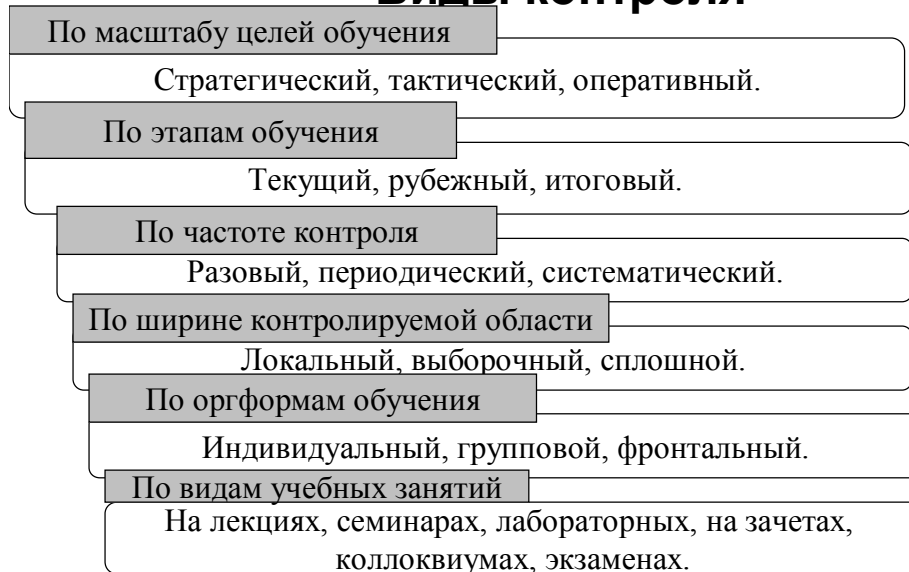 Виды контроля
По масштабу целей обучения
Стратегический, тактический, оперативный.
По этапам обучения
Текущий, рубежный, итоговый.
По частоте контроля
Разовый, периодический, систематический.
По ширине контролируемой области
Локальный, выборочный, сплошной.
По оргформам обучения
Индивидуальный, групповой, фронтальный.
По видам учебных занятий
На лекциях, семинарах, лабораторных, на зачетах,
коллоквиумах, экзаменах.